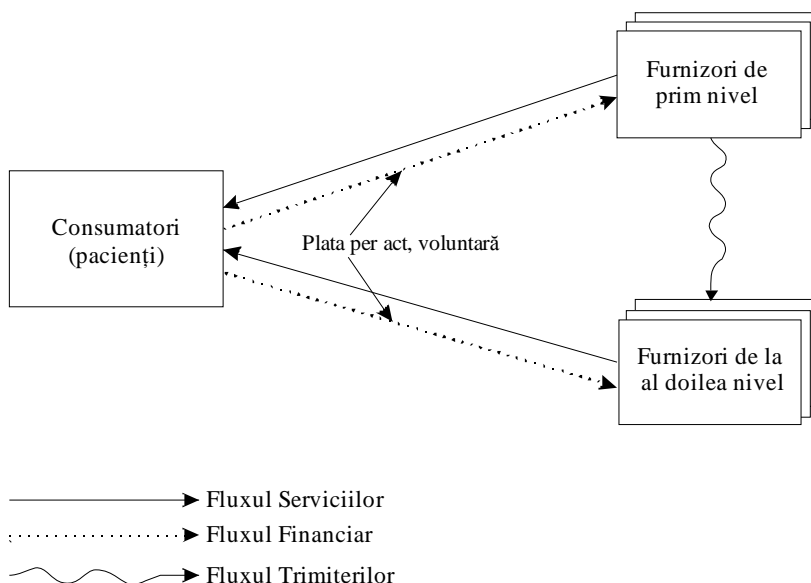 Furnizori de
prim nivel
Consumatori
(pacienți)
Plata per act, voluntară
Furnizori de la
al doilea nivel
Fluxul Serviciilor
Fluxul Financiar
Fluxul Trimiterilor